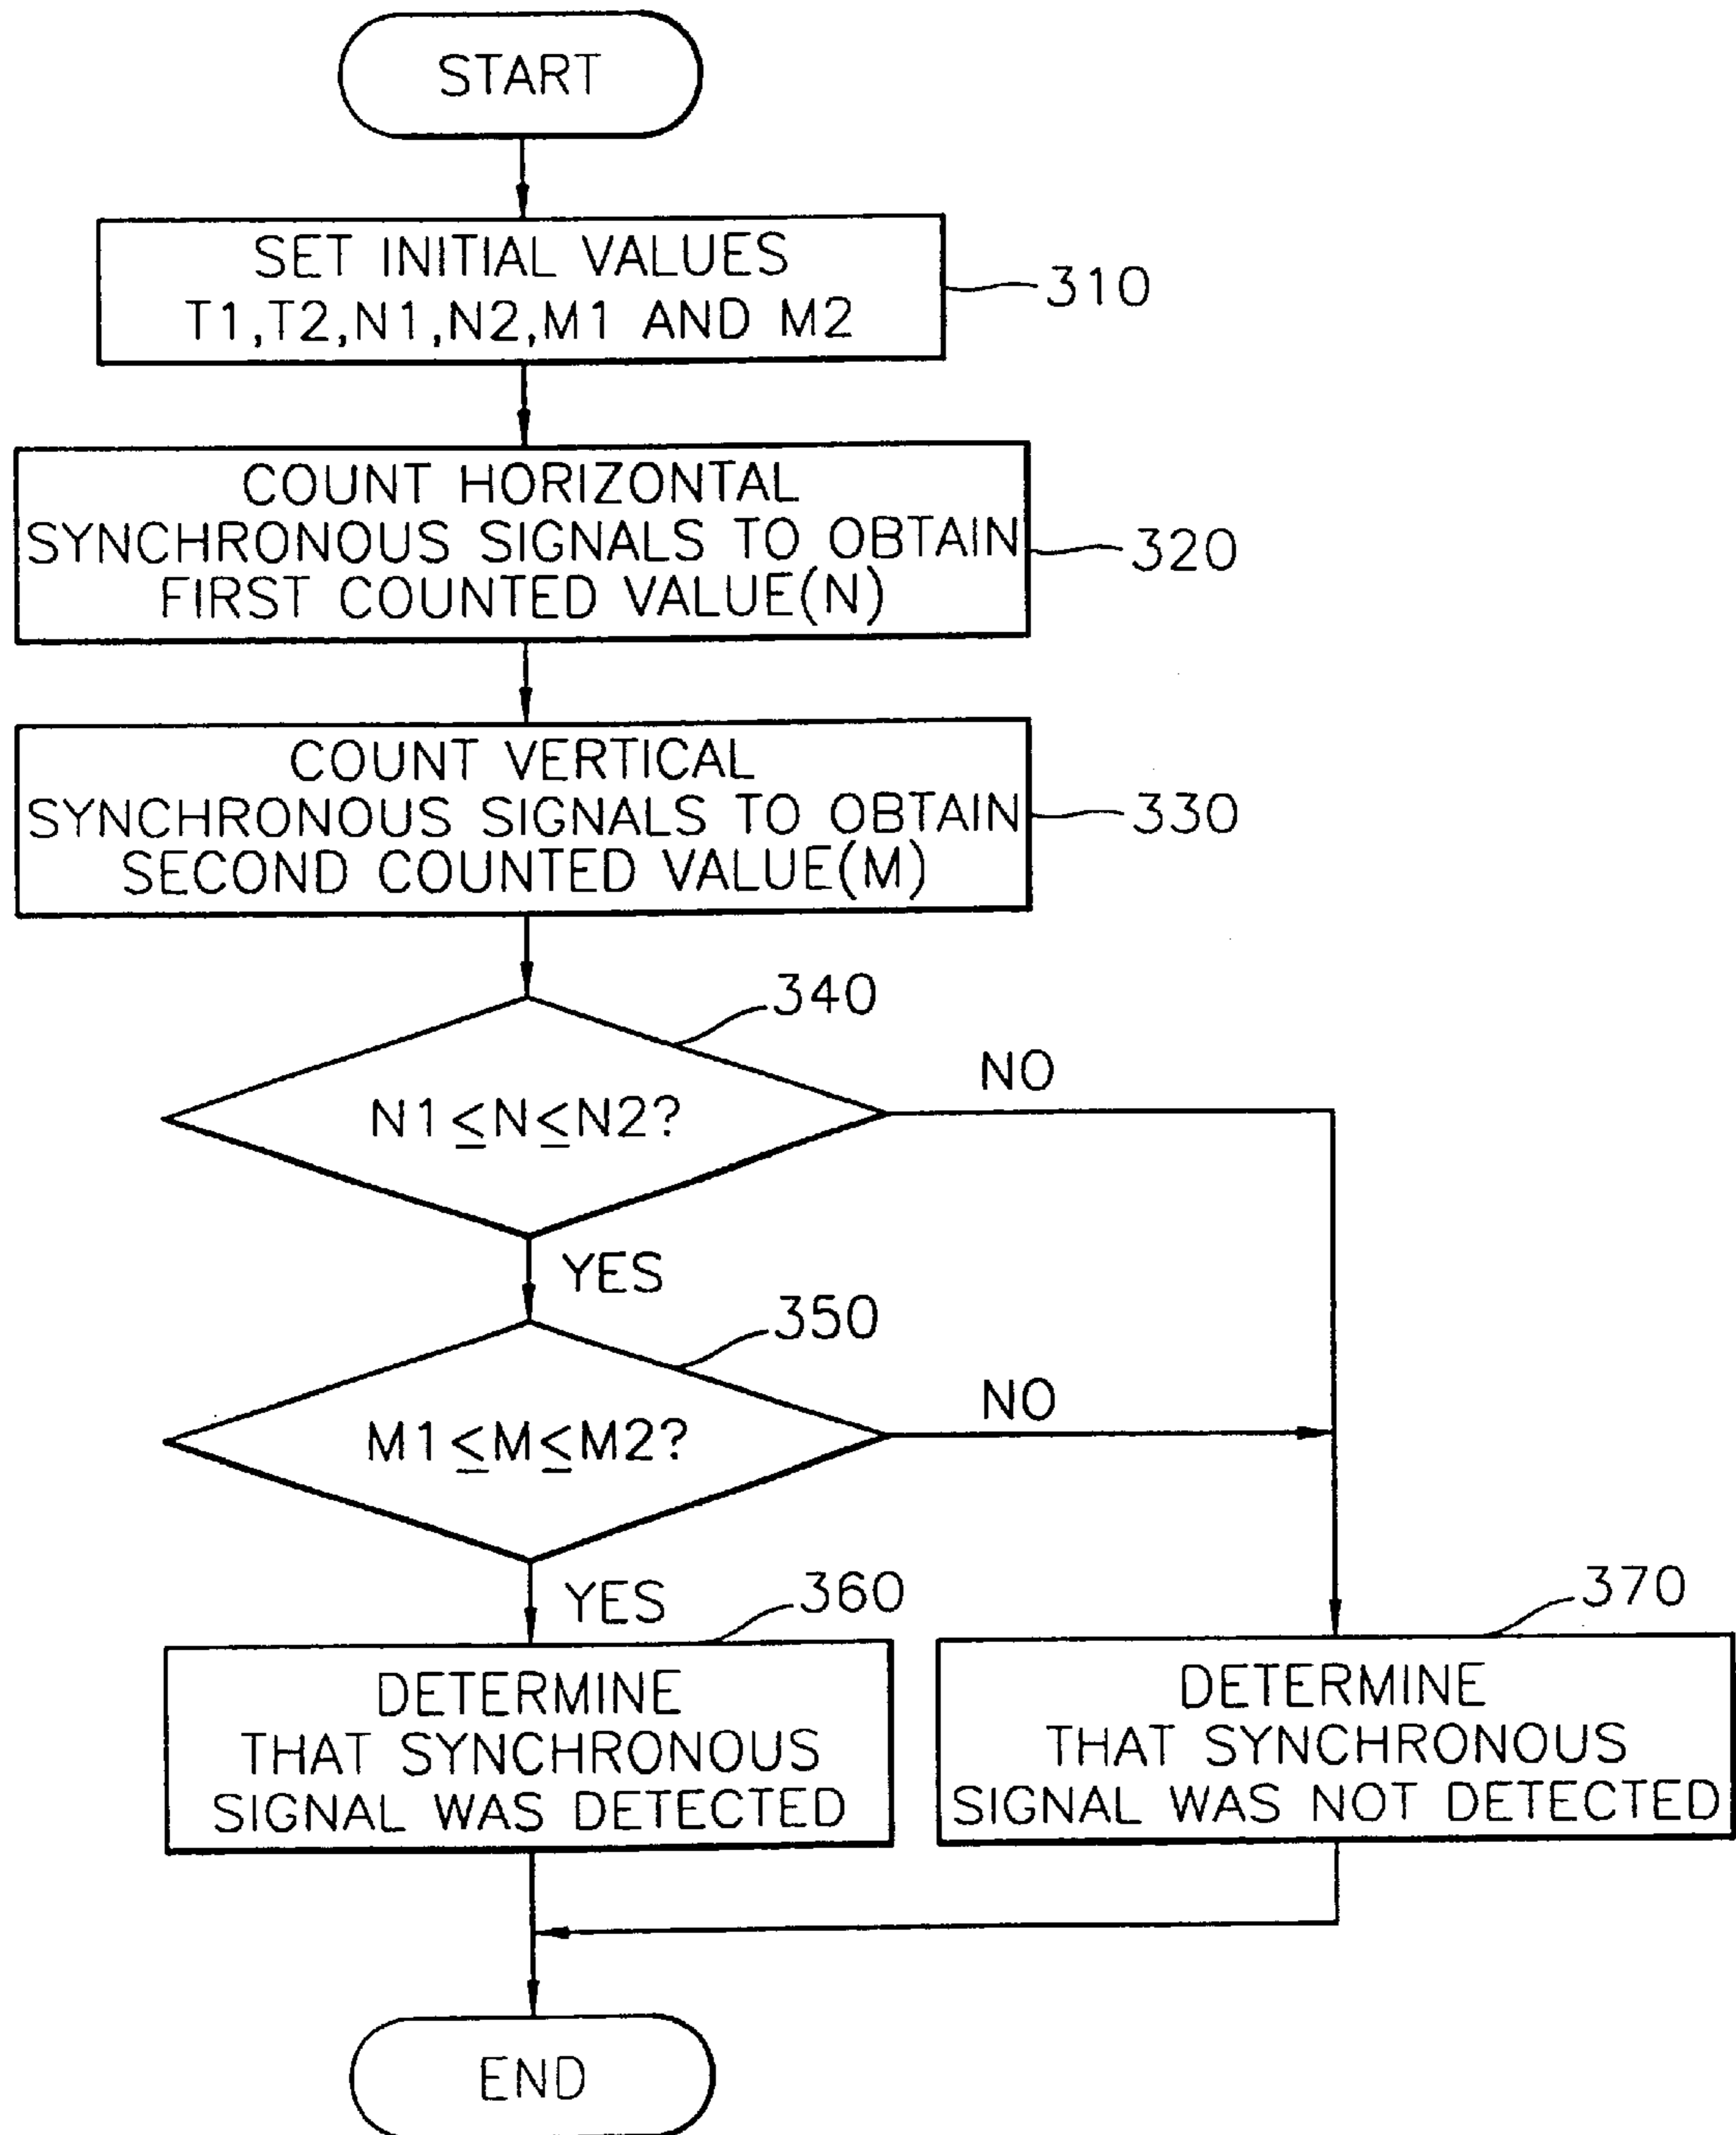 START
SET INITIAL VALUES
T1,T2,N1,N2,M1 AND M2
310
COUNT HORIZONTAL
SYNCHRONOUS SIGNALS TO OBTAIN
FIRST COUNTED VALUE(N)
320
COUNT VERTICAL
SYNCHRONOUS SIGNALS TO OBTAIN
SECOND COUNTED VALUE(M)
330
340
N1≤N≤N2?
NO
YES
350
M1≤M≤M2?
NO
YES
360
DETERMINE
THAT SYNCHRONOUS
SIGNAL WAS DETECTED
370
DETERMINE
THAT SYNCHRONOUS
SIGNAL WAS NOT DETECTED
END